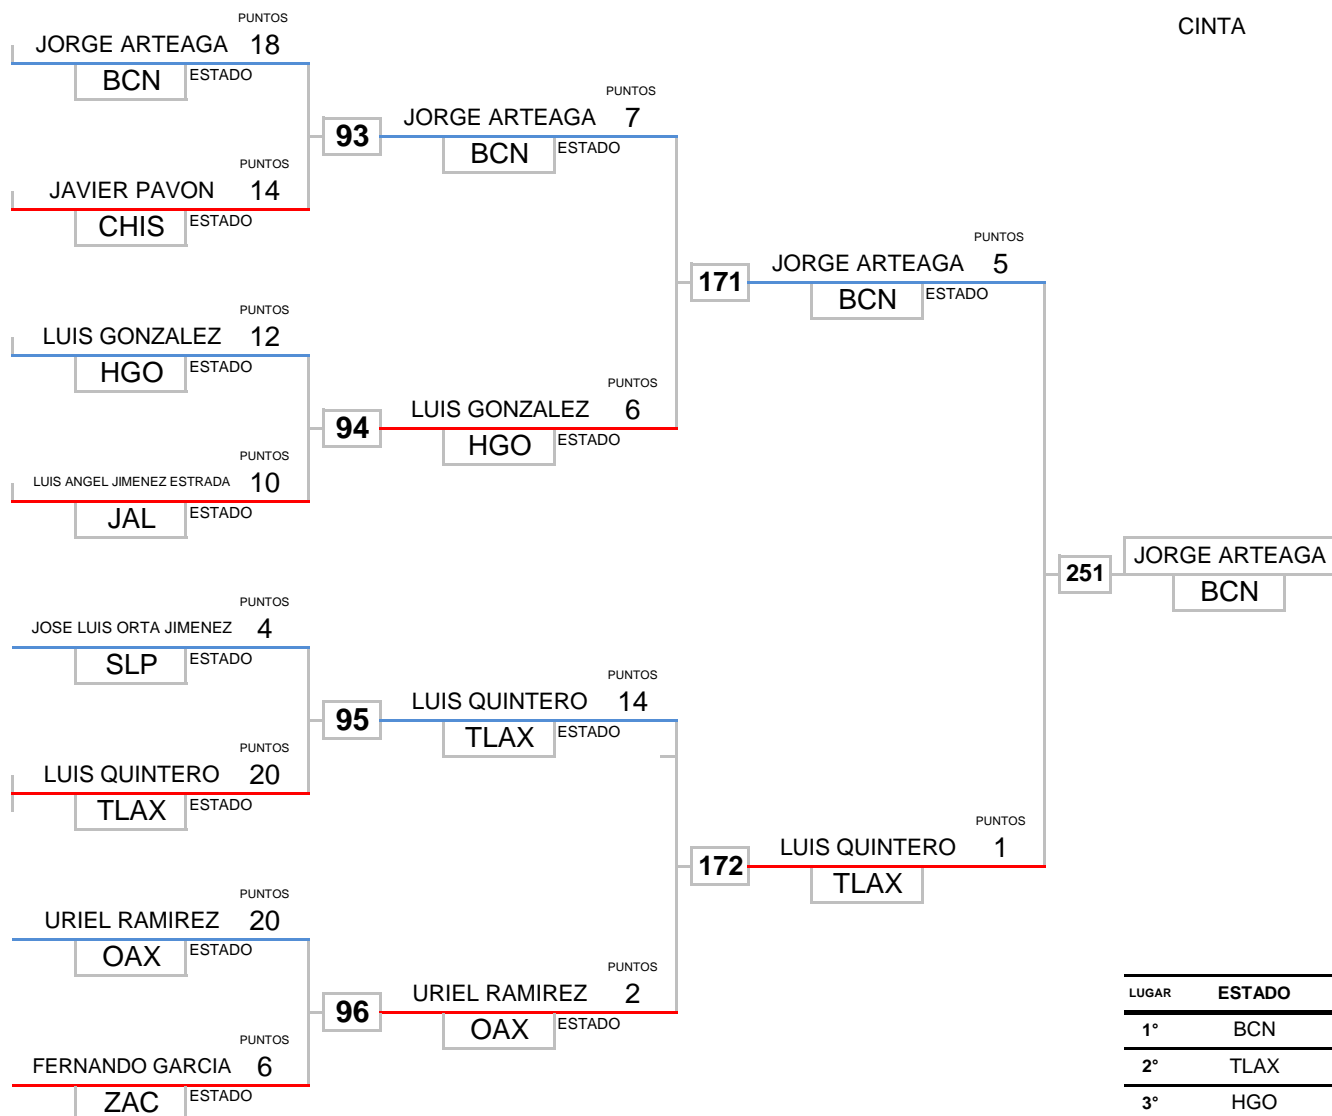 PUNTOS
CINTA
JORGE ARTEAGA 18
BCN ESTADO
PUNTOS
JORGE ARTEAGA 7
93
BCN ESTADO
PUNTOS
JAVIER PAVON 14
CHIS ESTADO
PUNTOS
JORGE ARTEAGA 5
171
BCN ESTADO
PUNTOS
LUIS GONZALEZ 12
HGO ESTADO
PUNTOS
LUIS GONZALEZ 6
94
HGO ESTADO
PUNTOS
LUIS ANGEL JIMENEZ ESTRADA 10
JAL ESTADO
JORGE ARTEAGA
251
BCN
PUNTOS
JOSE LUIS ORTA JIMENEZ 4
SLP ESTADO
PUNTOS
LUIS QUINTERO 14
95
TLAX ESTADO
PUNTOS
LUIS QUINTERO 20
TLAX ESTADO
PUNTOS
LUIS QUINTERO 1
172
TLAX
PUNTOS
URIEL RAMIREZ 20
OAX ESTADO
PUNTOS
URIEL RAMIREZ 2
96
OAX ESTADO
PUNTOS
FERNANDO GARCIA 6
ZAC ESTADO
LUGAR ESTADO
1° BCN
2° TLAX
3° HGO